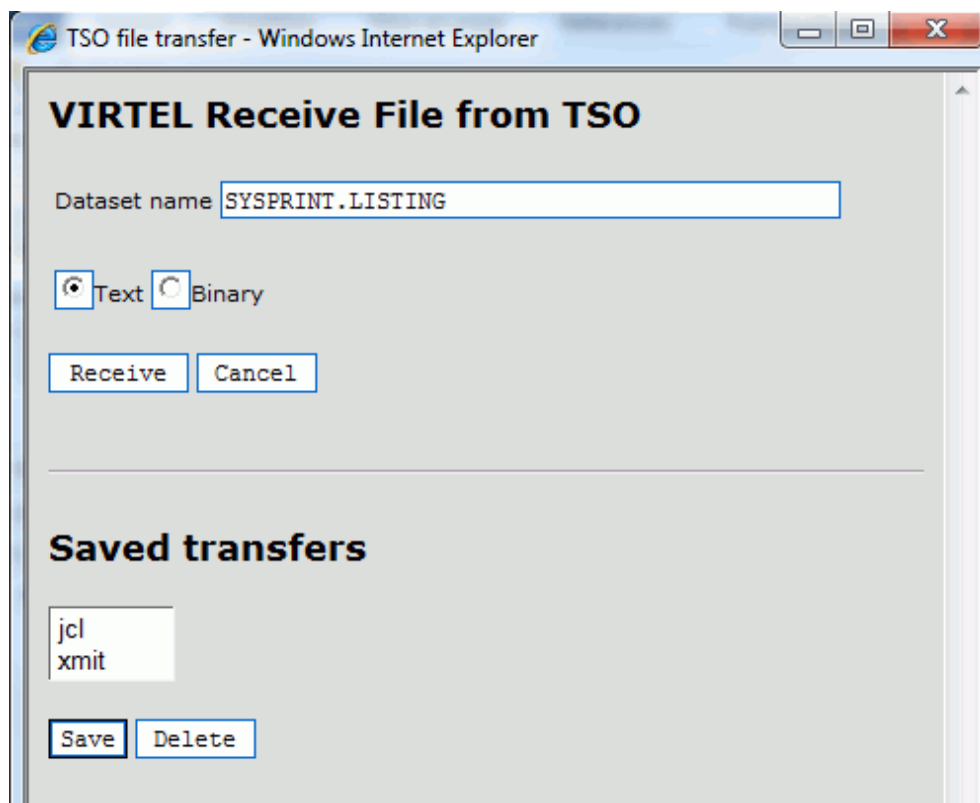 TSO file transfer - Windows Internet Explorer
VIRTEL Receive File from TSO
Dataset name SYSPRINT.LISTING
Text Binary
Receive Cancel
Saved transfers
jcl
xmit
Save Delete